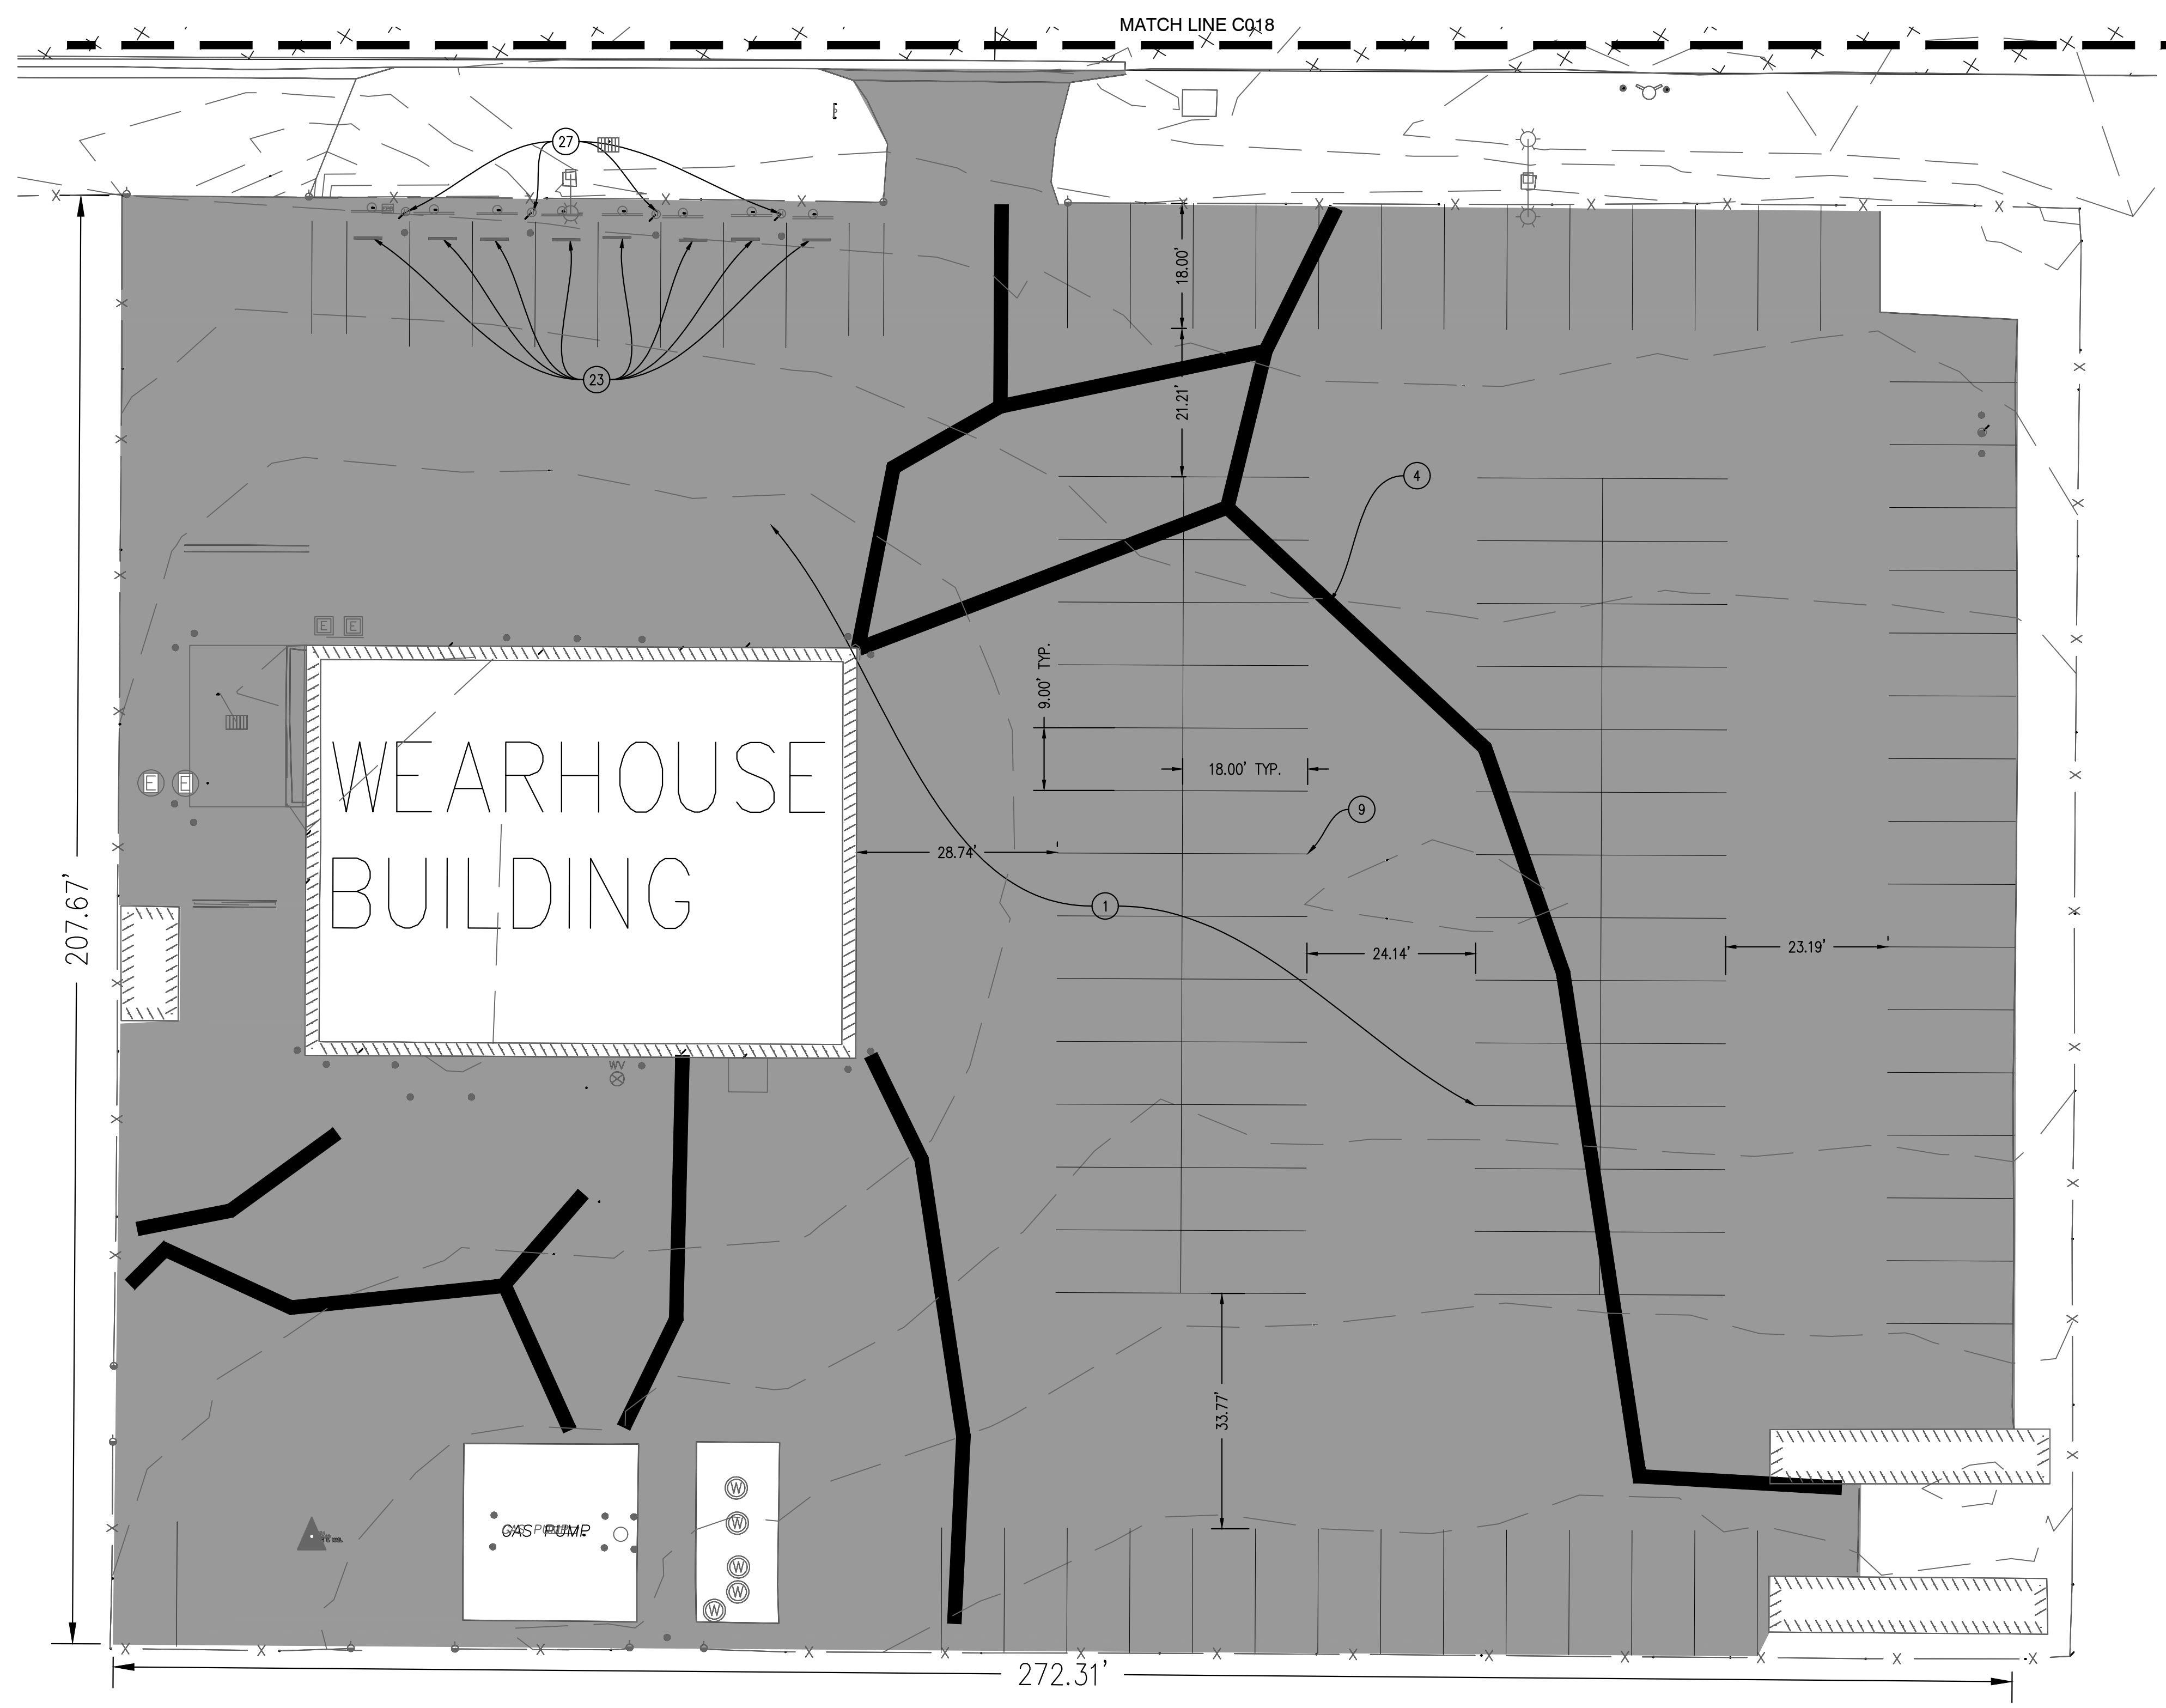 MATCH LINE C018
27
18.00'
23
21.21'
4
E E
9.00' TYP.
18.00' TYP.
WEARHOUSE
BUILDING
E E
9
28.74'
1
207.67'
24.14'
23.19'
WV
33.77'
W
W
GAS PUMP
W
W
W
272.31'